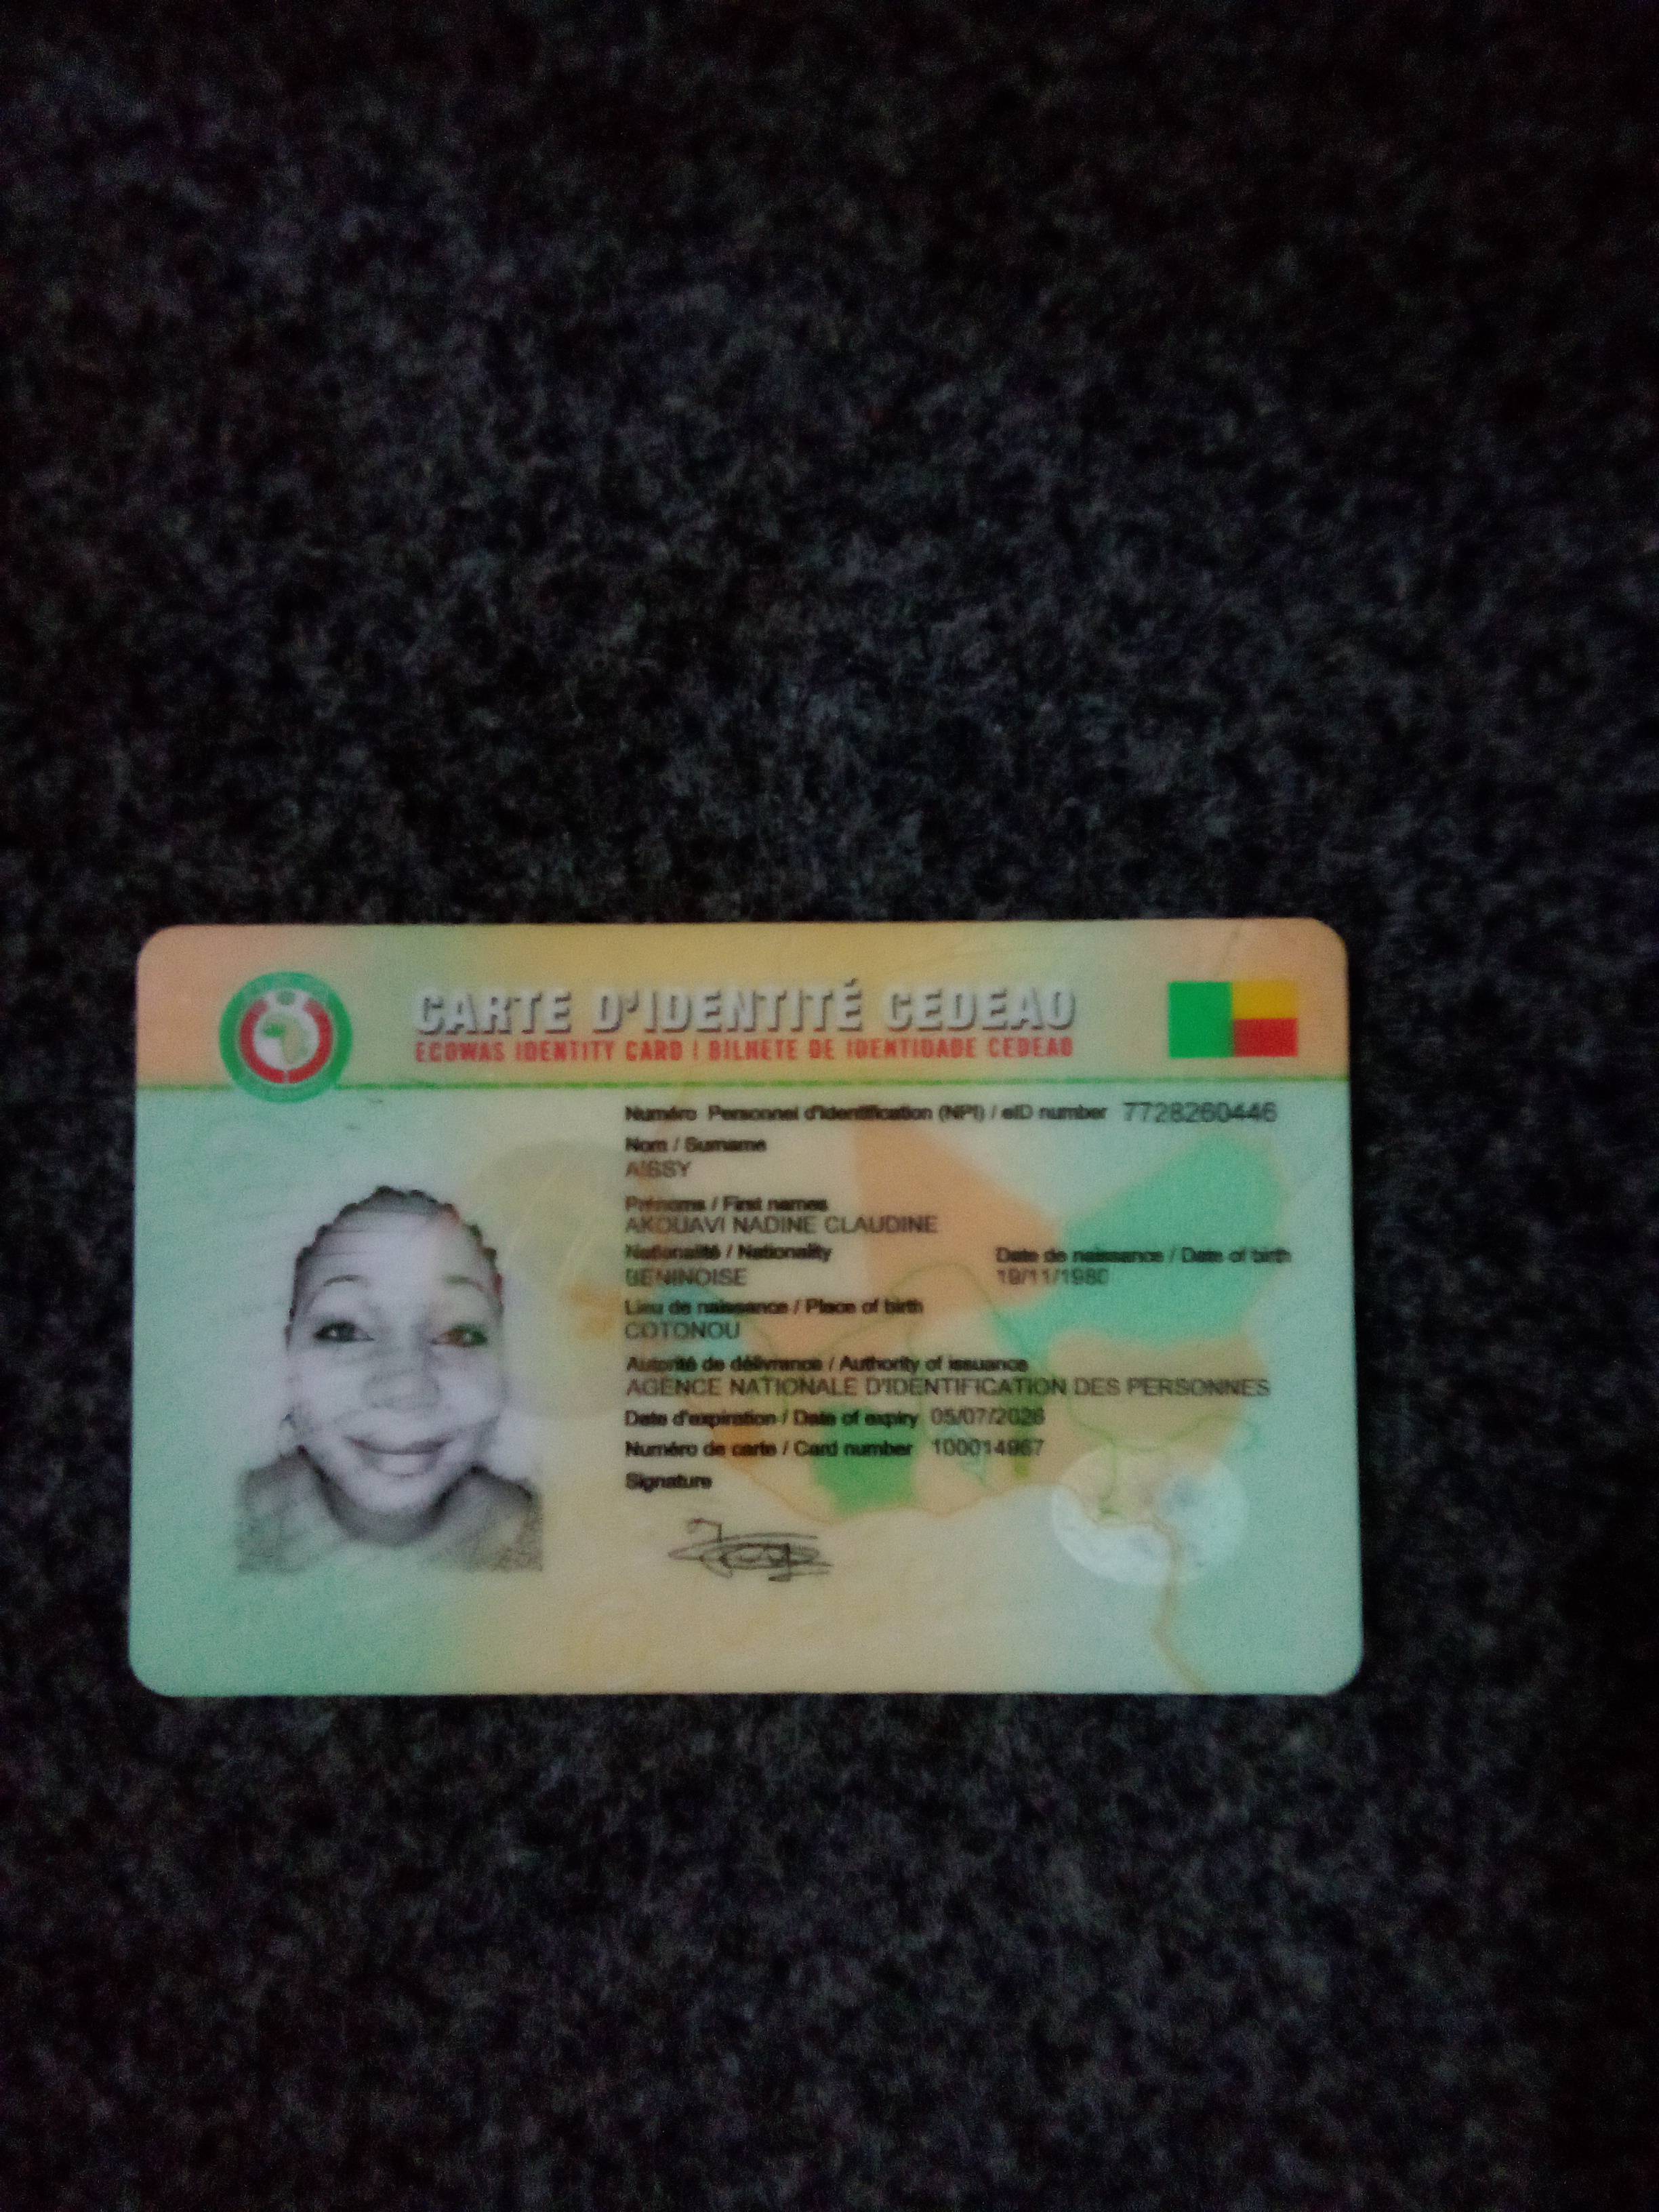 CARTE D'IDENTITÉ CEDEAO
ECOWAS IDENTITY CARD | BILHETE DE IDENTIDADE CEDEAO
Numéro Personnel d'Identification (NPI) / eID number 7728260446
Nom / Surname
AÏSSY
Prénoms / First names
AKOUAVI NADINE CLAUDINE
Nationalité / Nationality
BENINOISE
Date de naissance / Date of birth
19/11/1980
Lieu de naissance / Place of birth
COTONOU
Autorité de délivrance / Authority of issuance
AGENCE NATIONALE D'IDENTIFICATION DES PERSONNES
Date d'expiration / Date of expiry 05/07/2026
Numéro de carte / Card number 100014967
Signature